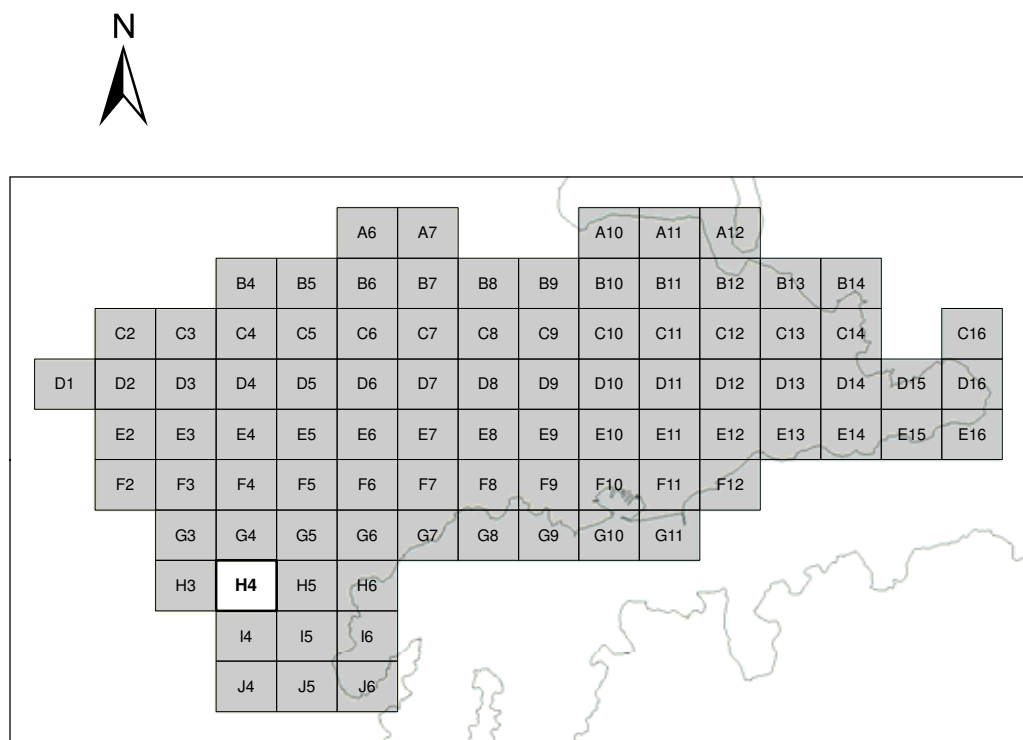 N
A6 A7 A10 A11 A12
B4 B5 B6 B7 B8 B9 B10 B11 B12 B13 B14
C2 C3 C4 C5 C6 C7 C8 C9 C10 C11 C12 C13 C14 C16
D1 D2 D3 D4 D5 D6 D7 D8 D9 D10 D11 D12 D13 D14 D15 D16
E2 E3 E4 E5 E6 E7 E8 E9 E10 E11 E12 E13 E14 E15 E16
F2 F3 F4 F5 F6 F7 F8 F9 F10 F11 F12
G3 G4 G5 G6 G7 G8 G9 G10 G11
H3 H4 H5 H6
I4 I5 I6
J4 J5 J6